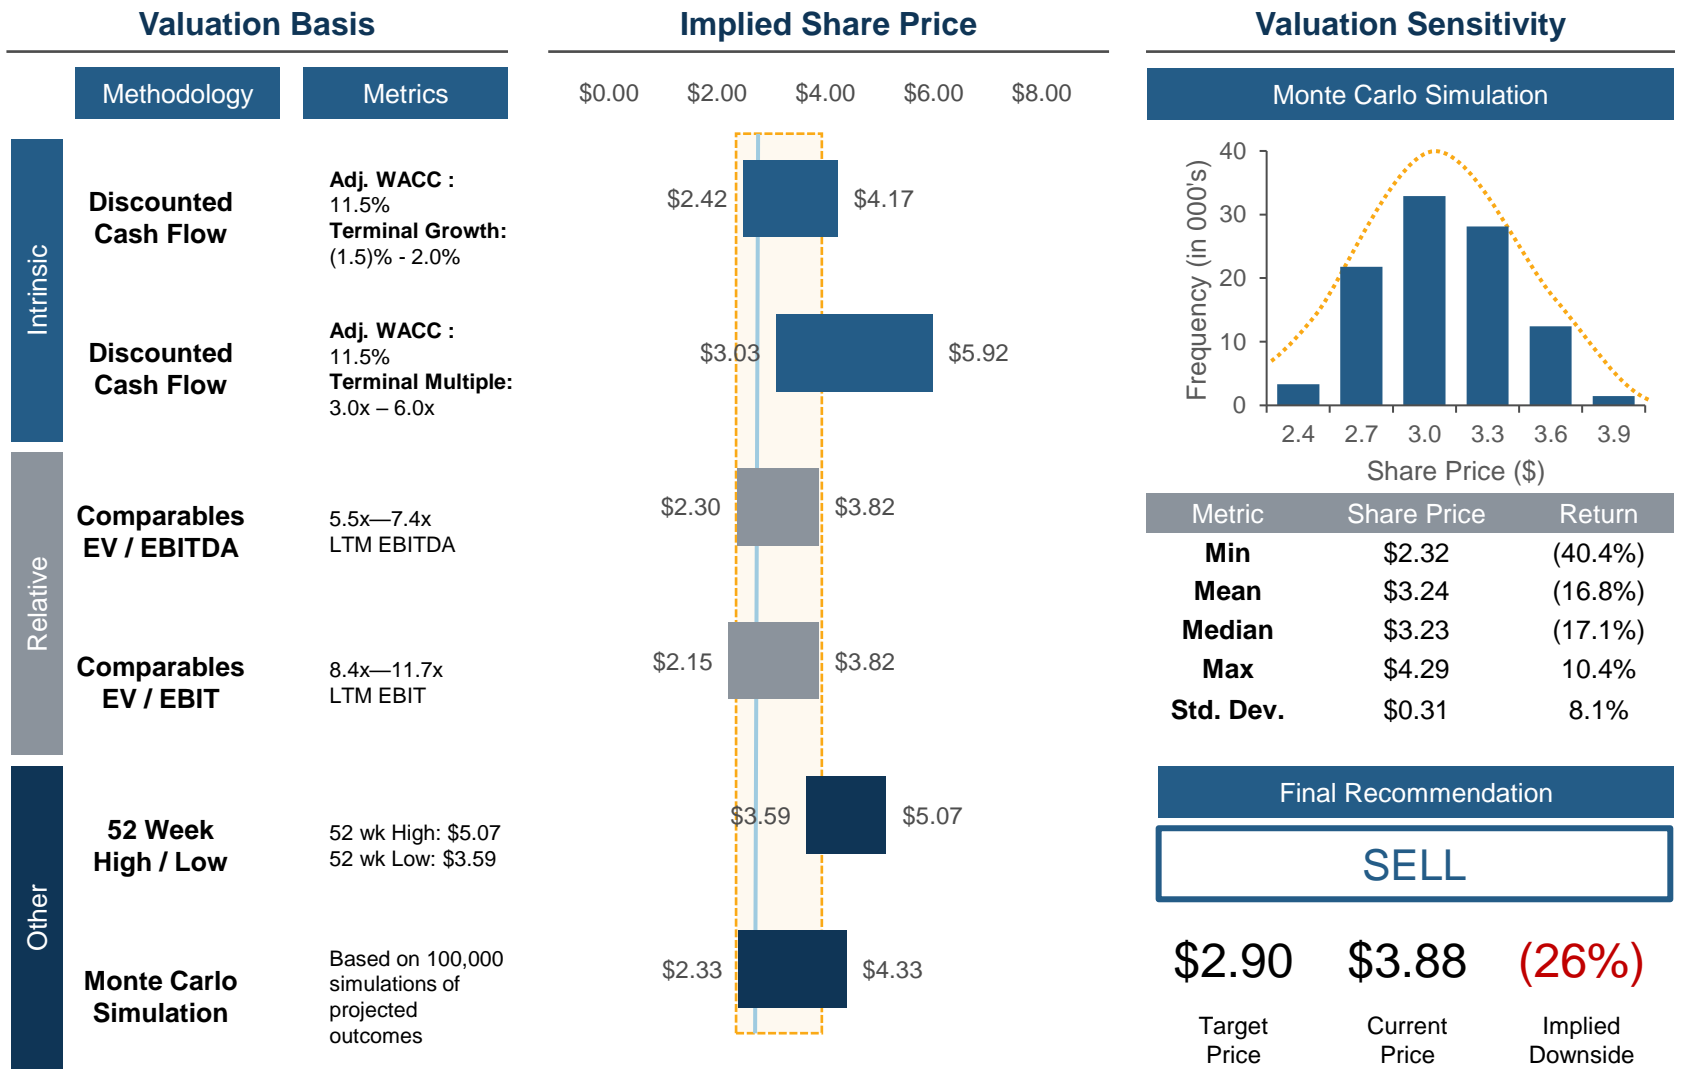 Valuation Basis
Methodology
Metrics
Intrinsic
Discounted
Cash Flow
Adj. WACC :
11.5%
Terminal Growth:
(1.5)% - 2.0%
Discounted
Cash Flow
Adj. WACC :
11.5%
Terminal Multiple:
3.0x – 6.0x
Relative
Comparables
EV / EBITDA
5.5x—7.4x
LTM EBITDA
Comparables
EV / EBIT
8.4x—11.7x
LTM EBIT
Other
52 Week
High / Low
52 wk High: $5.07
52 wk Low: $3.59
Monte Carlo
Simulation
Based on 100,000
simulations of
projected
outcomes
Implied Share Price
$0.00 $2.00 $4.00 $6.00 $8.00
$2.42 $4.17
$3.03 $5.92
$2.30 $3.82
$2.15 $3.82
$3.59 $5.07
$2.33 $4.33
Valuation Sensitivity
Monte Carlo Simulation
Frequency (in 000's)
40
30
20
10
0
2.4 2.7 3.0 3.3 3.6 3.9
Share Price ($)
Metric Share Price Return
Min $2.32 (40.4%)
Mean $3.24 (16.8%)
Median $3.23 (17.1%)
Max $4.29 10.4%
Std. Dev. $0.31 8.1%
Final Recommendation
SELL
$2.90 $3.88 (26%)
Target Current Implied
Price Price Downside